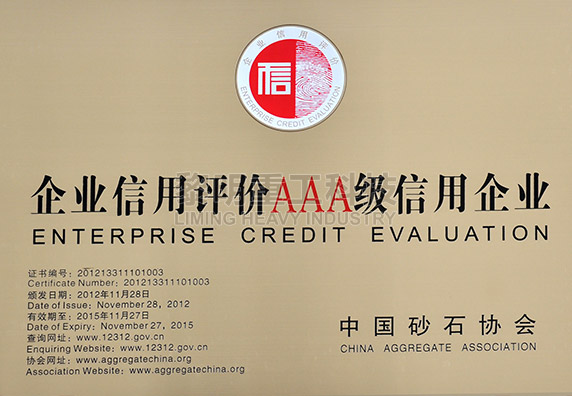 企业信用评价
信
ENTERPRISE CREDIT EVALUATION
黎明重工科技
LIMING HEAVY INDUSTRY
企业信用评价AAA级信用企业
ENTERPRISE CREDIT EVALUATION
证书编号：201213311101003
Certificate Number：201213311101003
颁发日期：2012年11月28日
Date of Issue：November 28, 2012
有效期至：2015年11月27日
Date of Expiry：November 27, 2015
查询网址：www.12312.gov.cn
Enquiring Website：www.12312.gov.cn
协会网址：www.aggregatechina.org
Association Website：www.aggregatechina.org
中国砂石协会
CHINA AGGREGATE ASSOCIATION